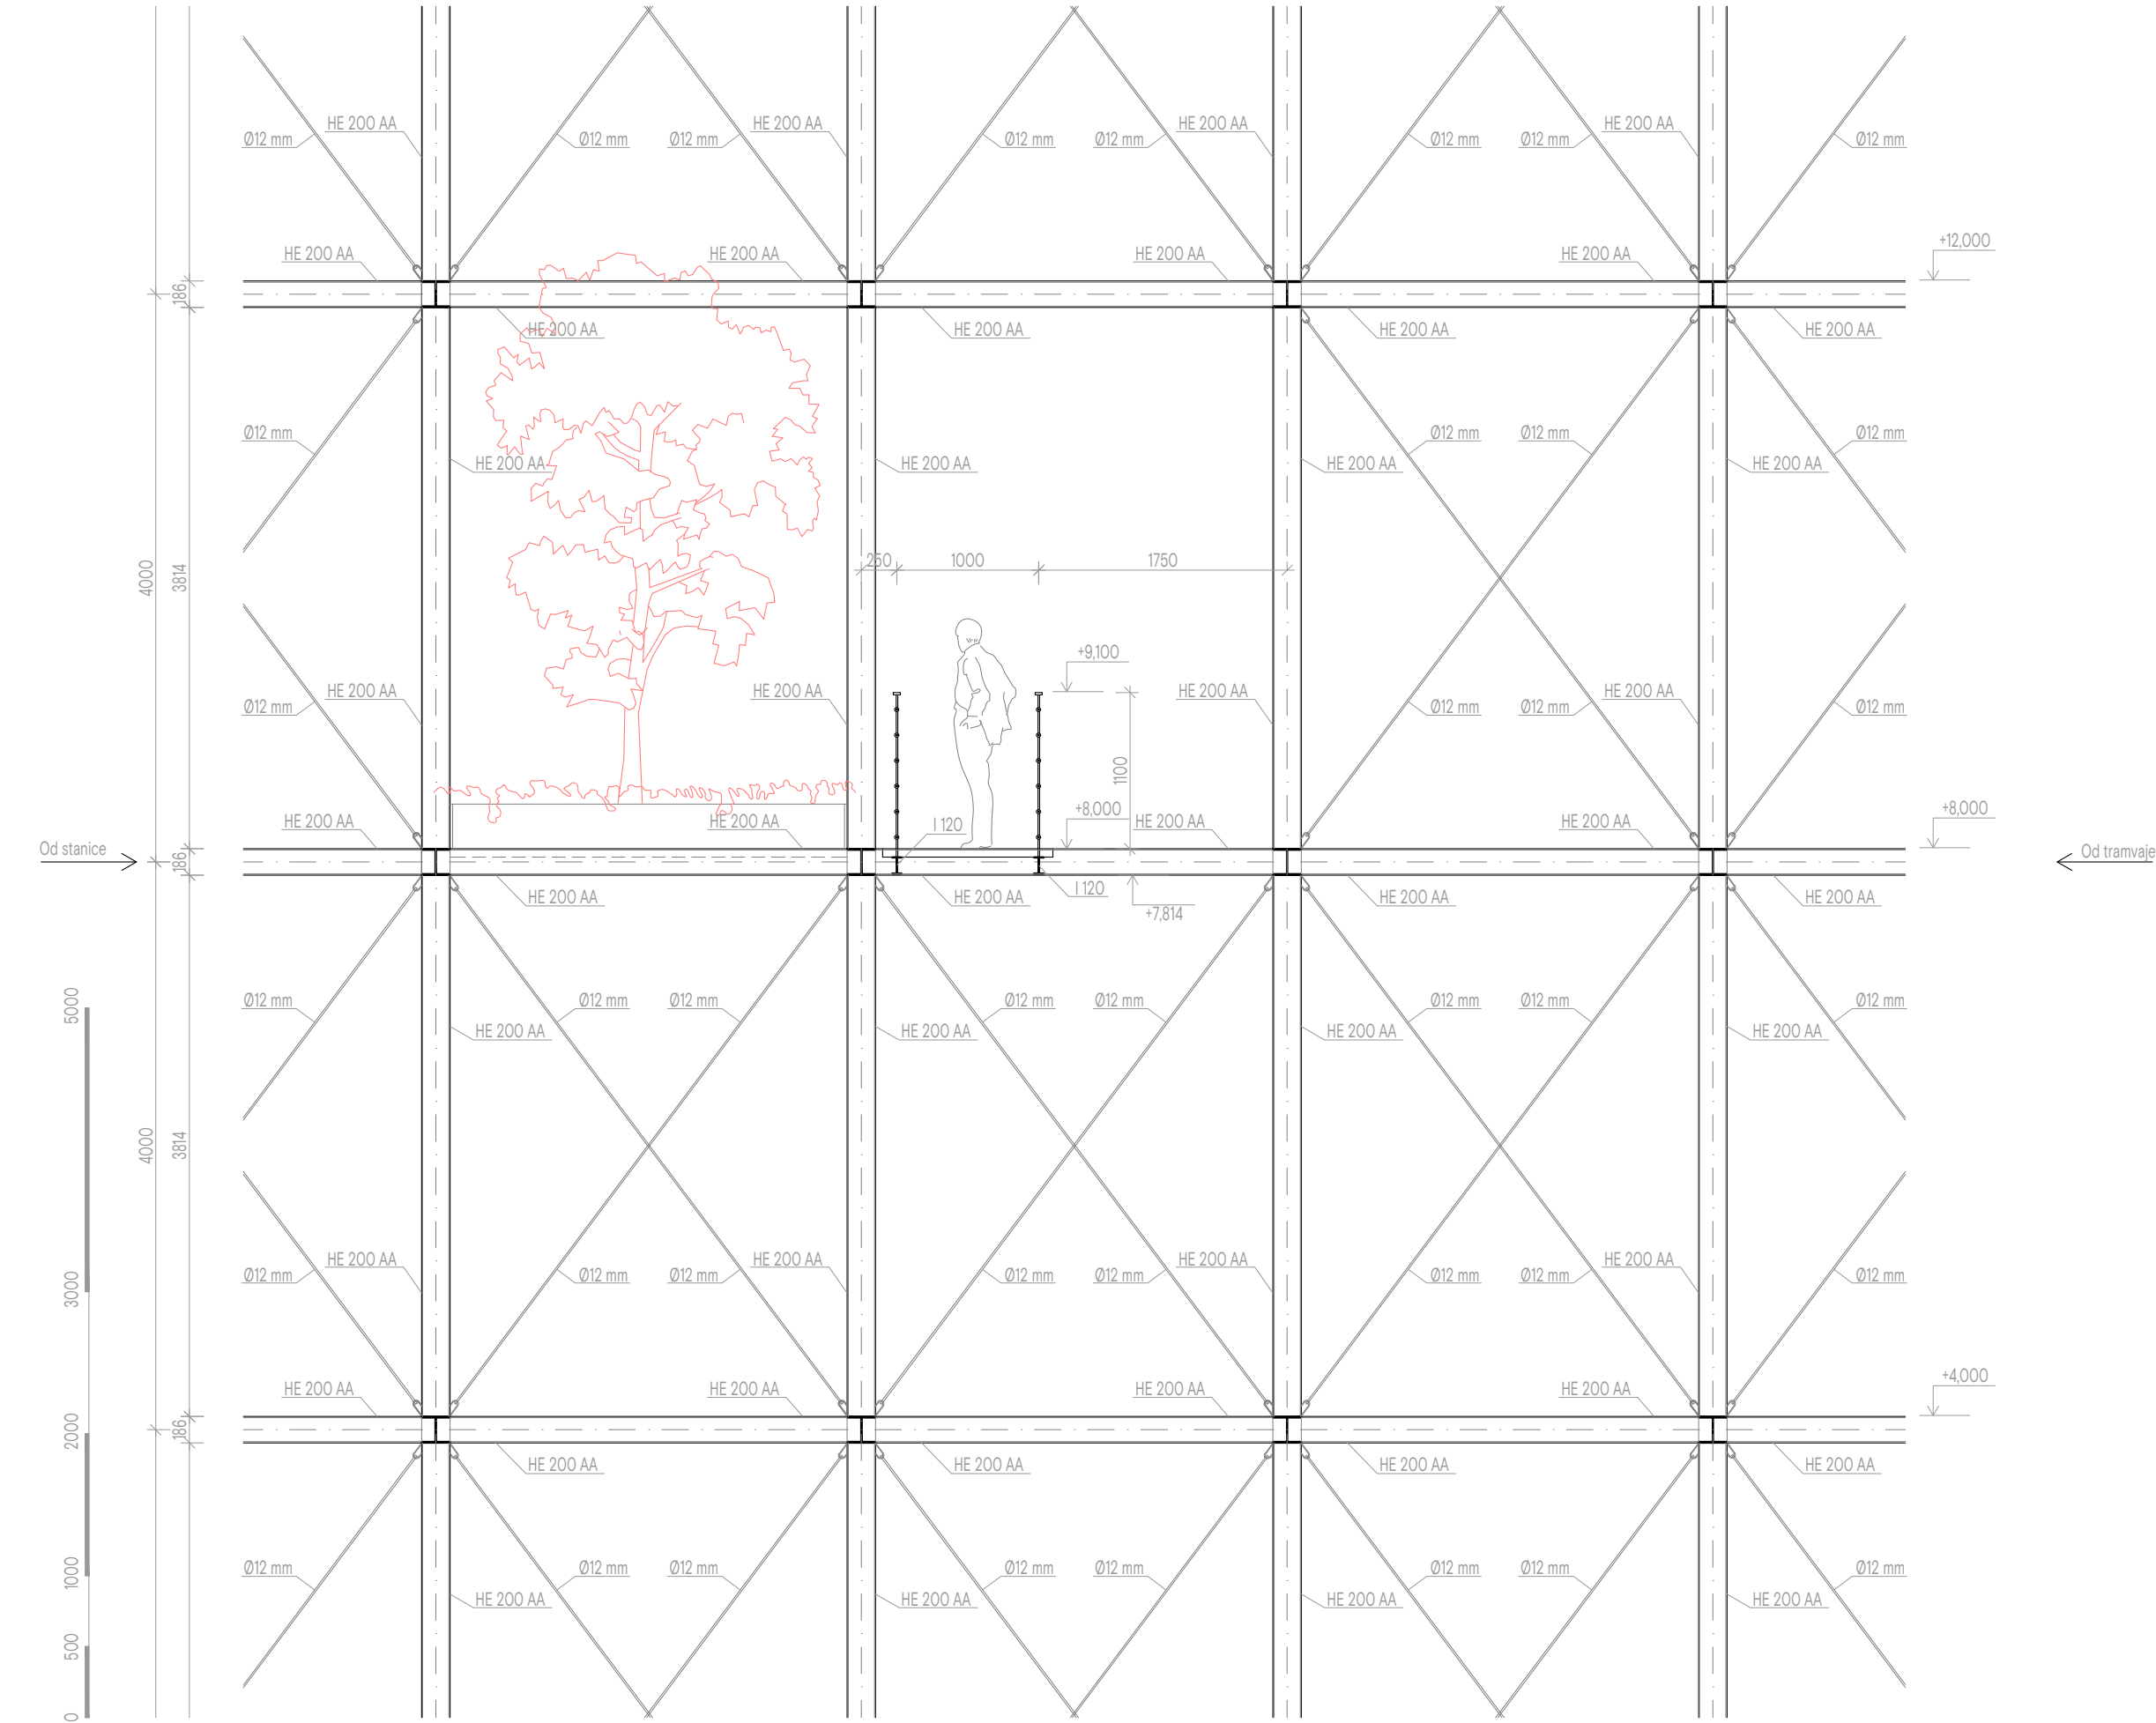 HE 200 AA HE 200 AA HE 200 AA HE 200 AA
Ø12 mm Ø12 mm Ø12 mm Ø12 mm Ø12 mm Ø12 mm Ø12 mm Ø12 mm
+12,000
HE 200 AA HE 200 AA HE 200 AA HE 200 AA
186
HE 200 AA HE 200 AA HE 200 AA HE 200 AA
Ø12 mm Ø12 mm Ø12 mm Ø12 mm
HE 200 AA HE 200 AA HE 200 AA HE 200 AA
250 1000 1750
4000 3814
+9,100
HE 200 AA HE 200 AA HE 200 AA HE 200 AA
Ø12 mm Ø12 mm Ø12 mm Ø12 mm
1100
+8,000 +8,000
HE 200 AA HE 200 AA I 120 HE 200 AA HE 200 AA
Od stanice Od tramvaje
186
HE 200 AA HE 200 AA I 120 HE 200 AA HE 200 AA
+7,814
Ø12 mm Ø12 mm Ø12 mm Ø12 mm Ø12 mm Ø12 mm Ø12 mm Ø12 mm
5000
HE 200 AA HE 200 AA HE 200 AA HE 200 AA
4000 3814
HE 200 AA HE 200 AA HE 200 AA HE 200 AA
Ø12 mm Ø12 mm Ø12 mm Ø12 mm Ø12 mm Ø12 mm Ø12 mm Ø12 mm
3000
+4,000
HE 200 AA HE 200 AA HE 200 AA HE 200 AA
2000 186
HE 200 AA HE 200 AA HE 200 AA HE 200 AA
Ø12 mm Ø12 mm Ø12 mm Ø12 mm Ø12 mm Ø12 mm Ø12 mm Ø12 mm
1000
HE 200 AA HE 200 AA HE 200 AA HE 200 AA
500
0